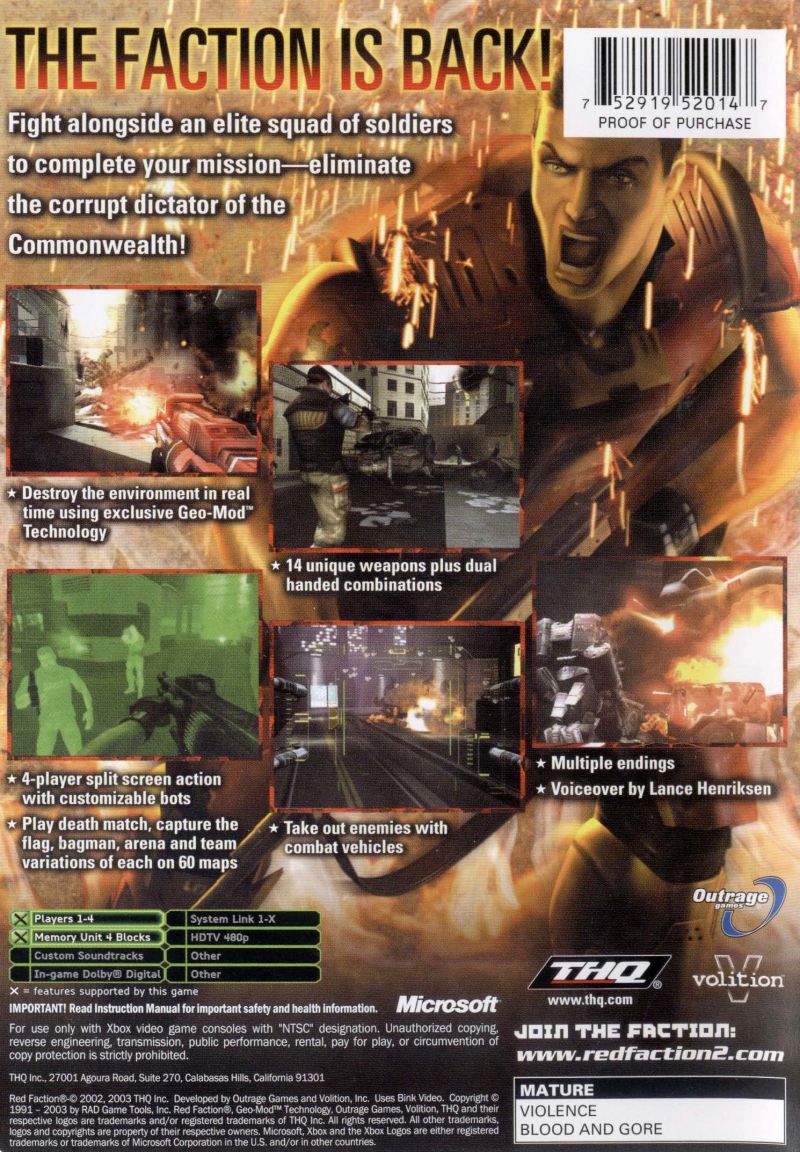 THE FACTION IS BACK!
7 52919 52014 7
PROOF OF PURCHASE
Fight alongside an elite squad of soldiers
to complete your mission—eliminate
the corrupt dictator of the
Commonwealth!
★ Destroy the environment in real
time using exclusive Geo-Mod™
Technology
★ 14 unique weapons plus dual
handed combinations
★ 4-player split screen action
with customizable bots
★ Play death match, capture the
flag, bagman, arena and team
variations of each on 60 maps
★ Take out enemies with
combat vehicles
★ Multiple endings
★ Voiceover by Lance Henriksen
X Players 1-4
X Memory Unit 4 Blocks
Custom Soundtracks
In-game Dolby® Digital
System Link 1-X
HDTV 480p
Other
Other
X = features supported by this game
Outrage
games
THQ®
www.thq.com
volition
V
IMPORTANT! Read Instruction Manual for important safety and health information.
Microsoft®
For use only with Xbox video game consoles with "NTSC" designation. Unauthorized copying,
reverse engineering, transmission, public performance, rental, pay for play, or circumvention of
copy protection is strictly prohibited.
THQ Inc., 27001 Agoura Road, Suite 270, Calabasas Hills, California 91301
Red Faction®© 2002, 2003 THQ Inc. Developed by Outrage Games and Volition, Inc. Uses Bink Video. Copyright ©
1991 – 2003 by RAD Game Tools, Inc. Red Faction®, Geo-Mod™ Technology, Outrage Games, Volition, THQ and their
respective logos are trademarks and/or registered trademarks of THQ Inc. All rights reserved. All other trademarks,
logos and copyrights are property of their respective owners. Microsoft, Xbox and the Xbox Logos are either registered
trademarks or trademarks of Microsoft Corporation in the U.S. and/or in other countries.
JOIN THE FACTION:
www.redfaction2.com
MATURE
VIOLENCE
BLOOD AND GORE